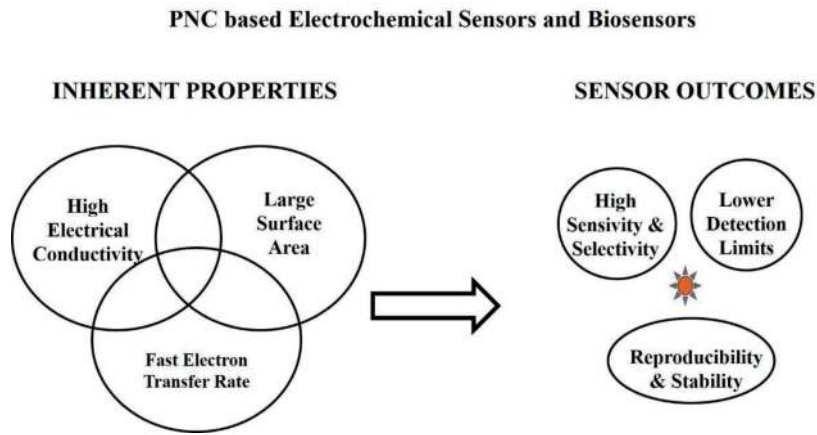 PNC based Electrochemical Sensors and Biosensors
INHERENT PROPERTIES
High
Electrical
Conductivity
Large
Surface
Area
Fast Electron
Transfer Rate
SENSOR OUTCOMES
High
Sensivity &
Selectivity
Lower
Detection
Limits
Reproducibility
& Stability